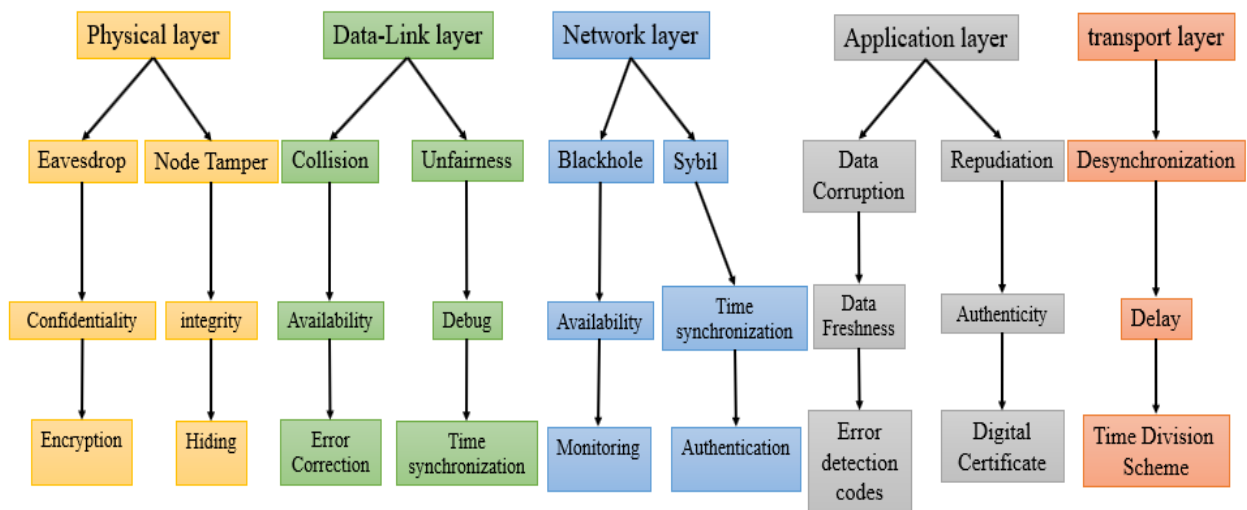 Physical layer
Data-Link layer
Network layer
Application layer
transport layer
Eavesdrop
Node Tamper
Collision
Unfairness
Blackhole
Sybil
Data
Corruption
Repudiation
Desynchronization
Confidentiality
integrity
Availability
Debug
Availability
Time
synchronization
Data
Freshness
Authenticity
Delay
Encryption
Hiding
Error
Correction
Time
synchronization
Monitoring
Authentication
Error
detection
codes
Digital
Certificate
Time Division
Scheme